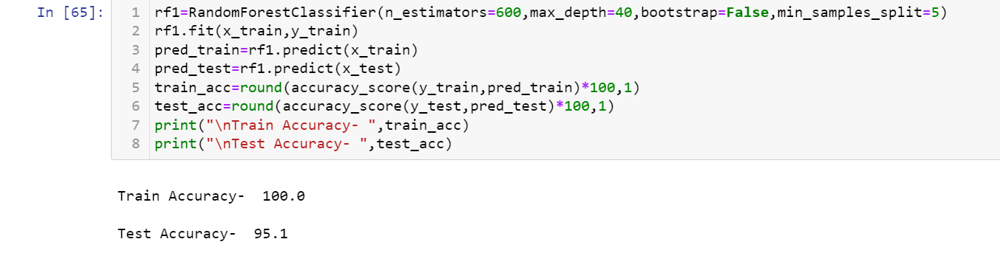 In [65]:
1 rf1=RandomForestClassifier(n_estimators=600,max_depth=40,bootstrap=False,min_samples_split=5)
2 rf1.fit(x_train,y_train)
3 pred_train=rf1.predict(x_train)
4 pred_test=rf1.predict(x_test)
5 train_acc=round(accuracy_score(y_train,pred_train)*100,1)
6 test_acc=round(accuracy_score(y_test,pred_test)*100,1)
7 print("\nTrain Accuracy- ",train_acc)
8 print("\nTest Accuracy- ",test_acc)
Train Accuracy-  100.0
Test Accuracy-  95.1